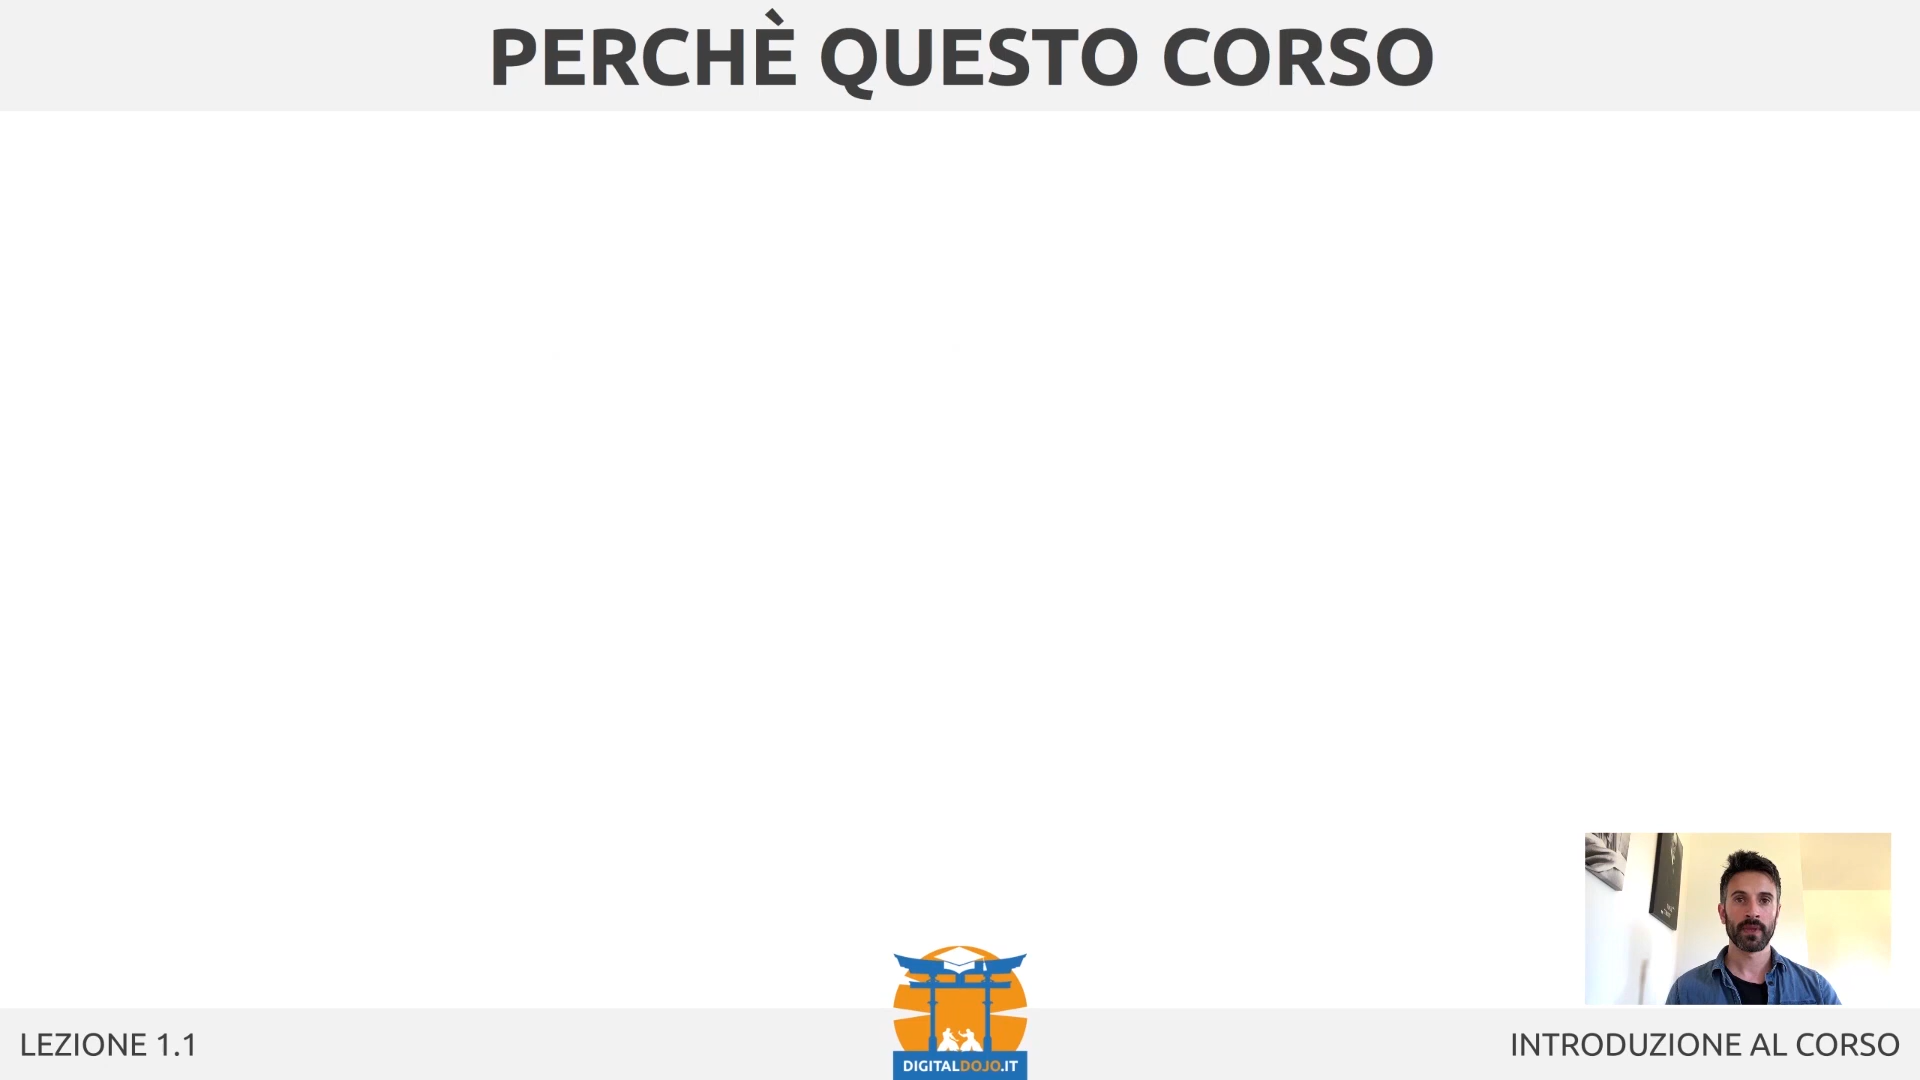 PERCHÈ QUESTO CORSO
DIGITALDOJO.IT
LEZIONE 1.1
INTRODUZIONE AL CORSO